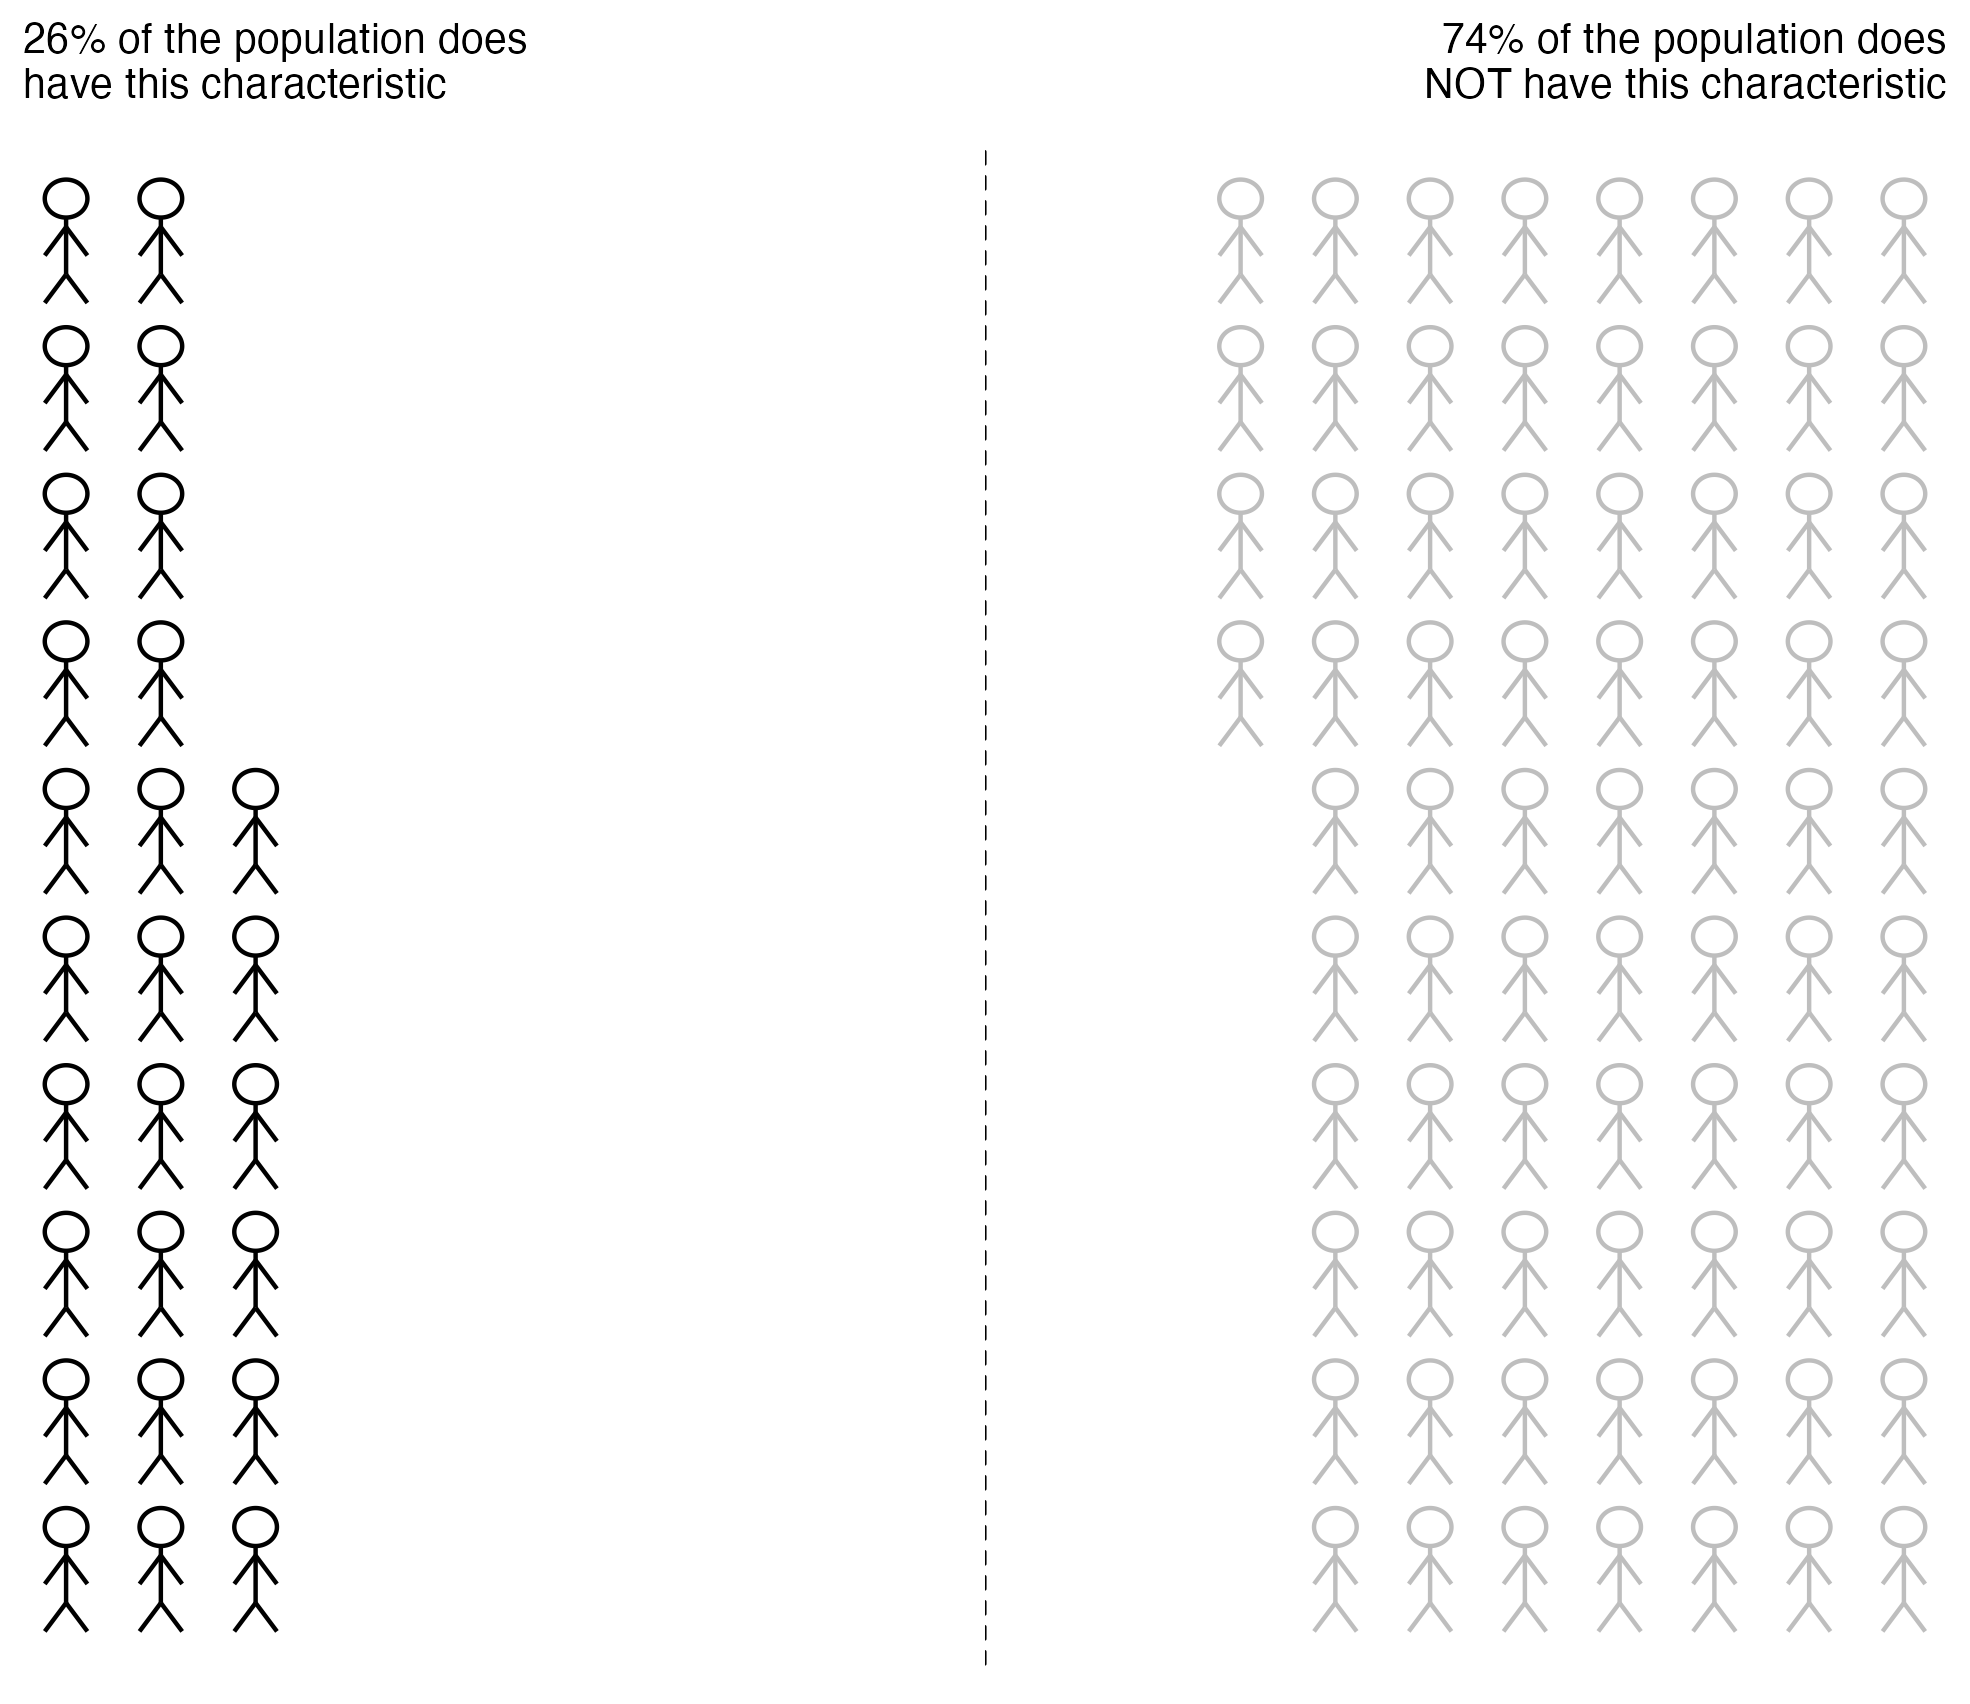 26% of the population does
have this characteristic
74% of the population does
NOT have this characteristic